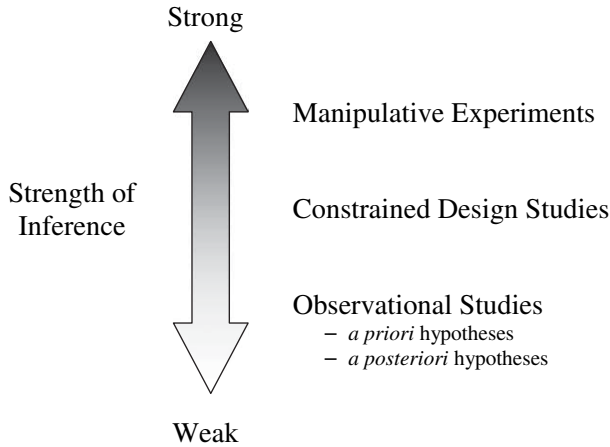 Strong
Manipulative Experiments
Strength of
Inference
Constrained Design Studies
Observational Studies
– a priori hypotheses
– a posteriori hypotheses
Weak